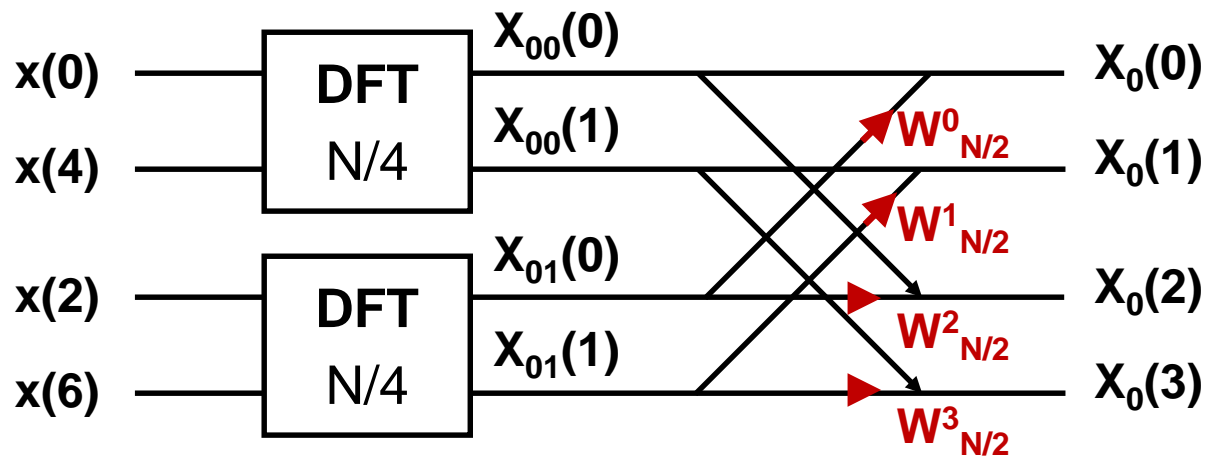 x(0)
DFT
N/4
X₀₀(0)
X₀(0)
x(4)
X₀₀(1)
W⁰N/2
X₀(1)
W¹N/2
x(2)
DFT
N/4
X₀₁(0)
X₀(2)
W²N/2
x(6)
X₀₁(1)
X₀(3)
W³N/2